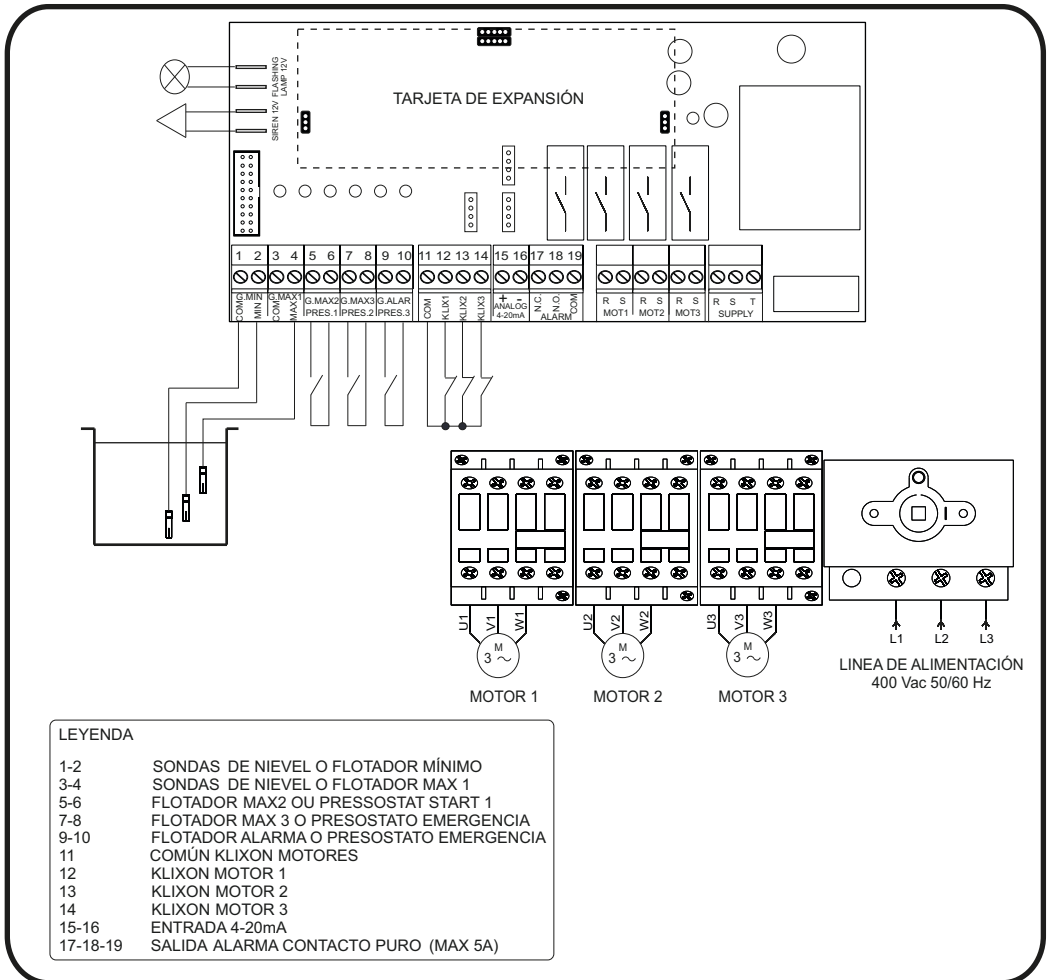 FLASHING
LAMP 12V
SIREN 12V
TARJETA DE EXPANSIÓN
1 2 3 4 5 6 7 8 9 10 11 12 13 14 15 16 17 18 19
COM
G.MIN
MIN
COM
G.MAX1
MAX1
G.MAX2
PRES.1
G.MAX3
PRES.2
G.ALAR
PRES.3
COM
KLIX1
KLIX2
KLIX3
+ -
ANALOG
4-20mA
N.C.
N.O.
COM
ALARM
R S
MOT1
R S
MOT2
R S
MOT3
R S T
SUPPLY
U1 V1 W1
U2 V2 W2
U3 V3 W3
M
3 ~
M
3 ~
M
3 ~
MOTOR 1
MOTOR 2
MOTOR 3
I
L1 L2 L3
LINEA DE ALIMENTACIÓN
400 Vac 50/60 Hz
LEYENDA
1-2 SONDAS DE NIEVEL O FLOTADOR MÍNIMO
3-4 SONDAS DE NIEVEL O FLOTADOR MAX 1
5-6 FLOTADOR MAX2 OU PRESSOSTAT START 1
7-8 FLOTADOR MAX 3 O PRESOSTATO EMERGENCIA
9-10 FLOTADOR ALARMA O PRESOSTATO EMERGENCIA
11 COMÚN KLIXON MOTORES
12 KLIXON MOTOR 1
13 KLIXON MOTOR 2
14 KLIXON MOTOR 3
15-16 ENTRADA 4-20mA
17-18-19 SALIDA ALARMA CONTACTO PURO (MAX 5A)